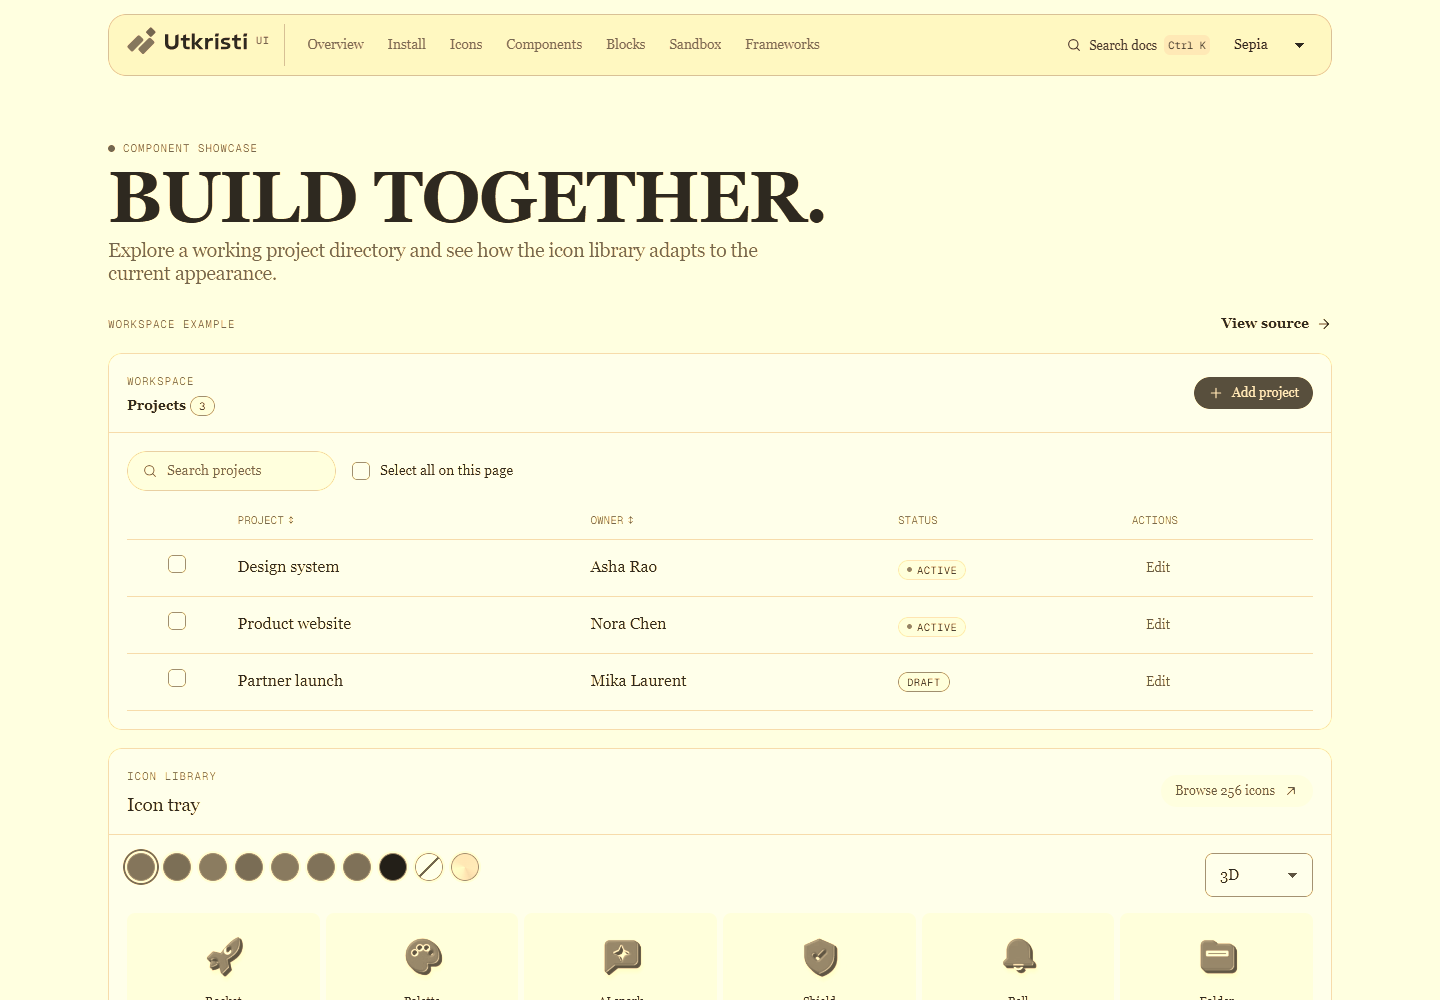 Utkristi UI
Overview Install Icons Components Blocks Sandbox Frameworks
Search docs Ctrl K Sepia
COMPONENT SHOWCASE
BUILD TOGETHER.
Explore a working project directory and see how the icon library adapts to the
current appearance.
WORKSPACE EXAMPLE
View source
WORKSPACE
Projects 3
Add project
Search projects
Select all on this page
PROJECT OWNER STATUS ACTIONS
Design system Asha Rao ACTIVE Edit
Product website Nora Chen ACTIVE Edit
Partner launch Mika Laurent DRAFT Edit
ICON LIBRARY
Icon tray
Browse 256 icons
3D